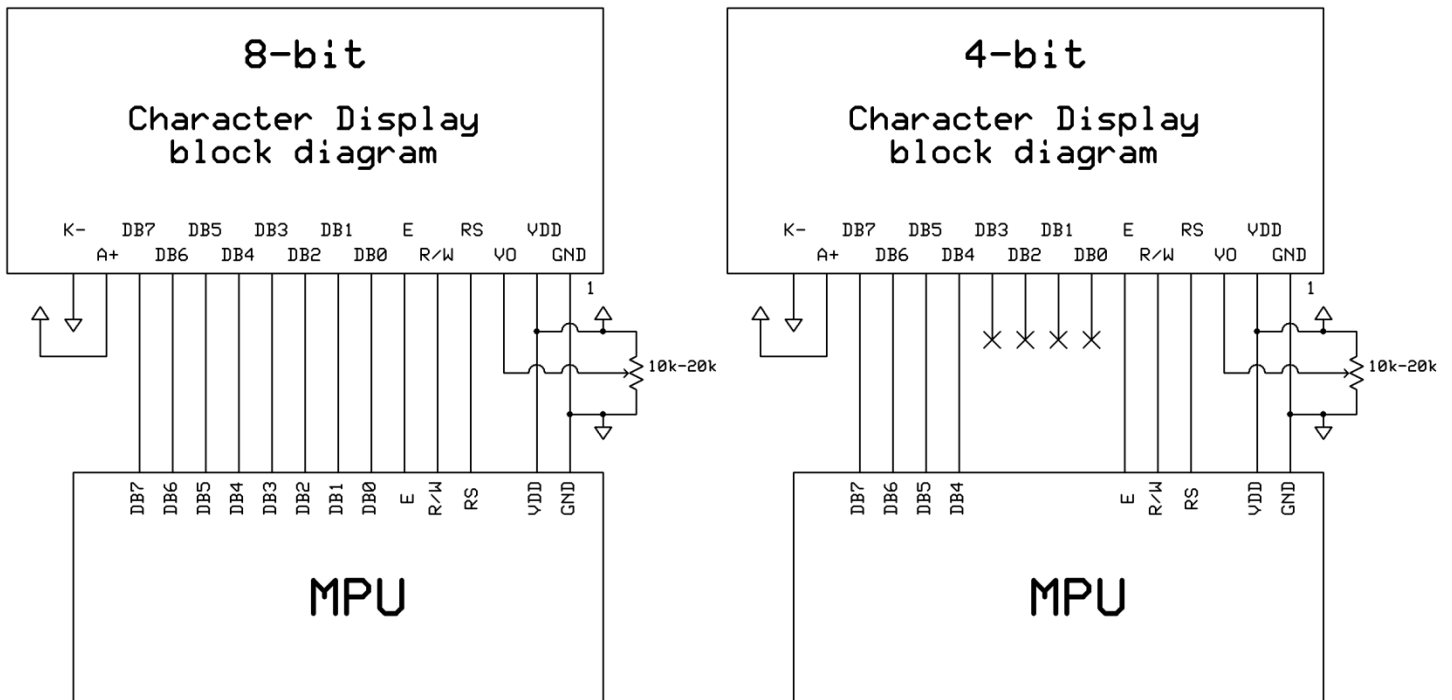 8-bit
Character Display
block diagram
K- DB7 DB5 DB3 DB1 E RS VDD
A+ DB6 DB4 DB2 DB0 R/W VO GND
1
10k-20k
DB7 DB6 DB5 DB4 DB3 DB2 DB1 DB0 E R/W RS VDD GND
MPU
4-bit
Character Display
block diagram
K- DB7 DB5 DB3 DB1 E RS VDD
A+ DB6 DB4 DB2 DB0 R/W VO GND
1
10k-20k
DB7 DB6 DB5 DB4 E R/W RS VDD GND
MPU